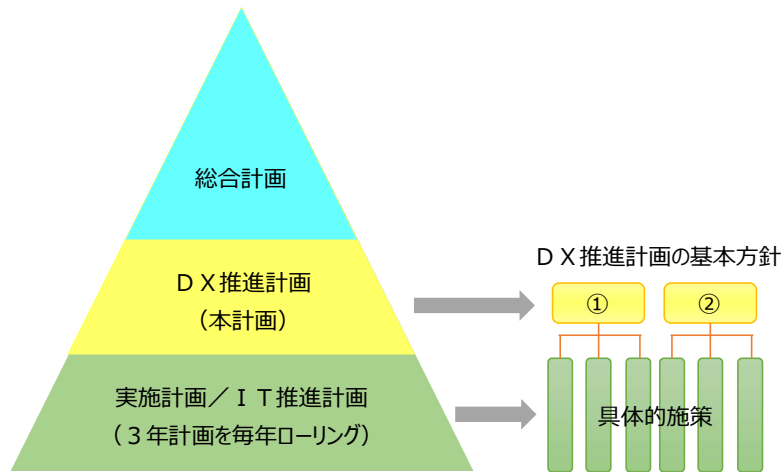 総合計画
ＤＸ推進計画
（本計画）
実施計画／ＩＴ推進計画
（３年計画を毎年ローリング）
ＤＸ推進計画の基本方針
①
②
具体的施策